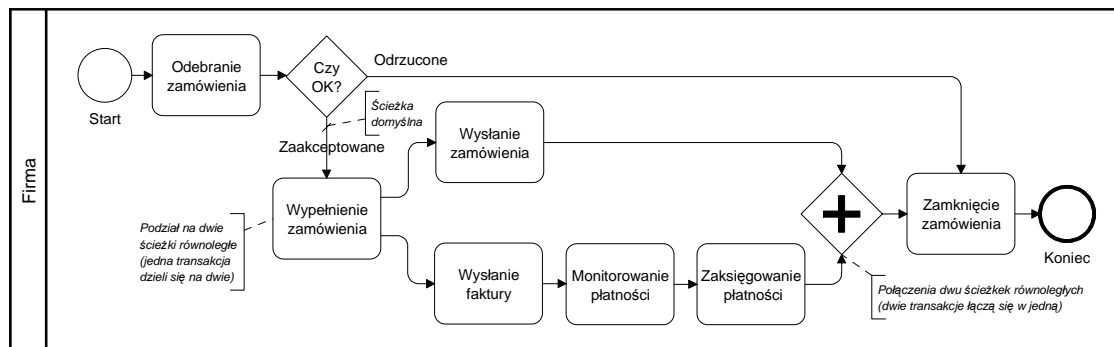 Firma
Start
Odebranie
zamówienia
Czy
OK?
Odrzucone
Ścieżka
domyślna
Zaakceptowane
Wysłanie
zamówienia
Wypełnienie
zamówienia
Podział na dwie
ścieżki równoległe
(jedna transakcja
dzieli się na dwie)
Wysłanie
faktury
Monitorowanie
płatności
Zaksięgowanie
płatności
Zamknięcie
zamówienia
Koniec
Połączenia dwu ścieżkek równoległych
(dwie transakcje łączą się w jedną)